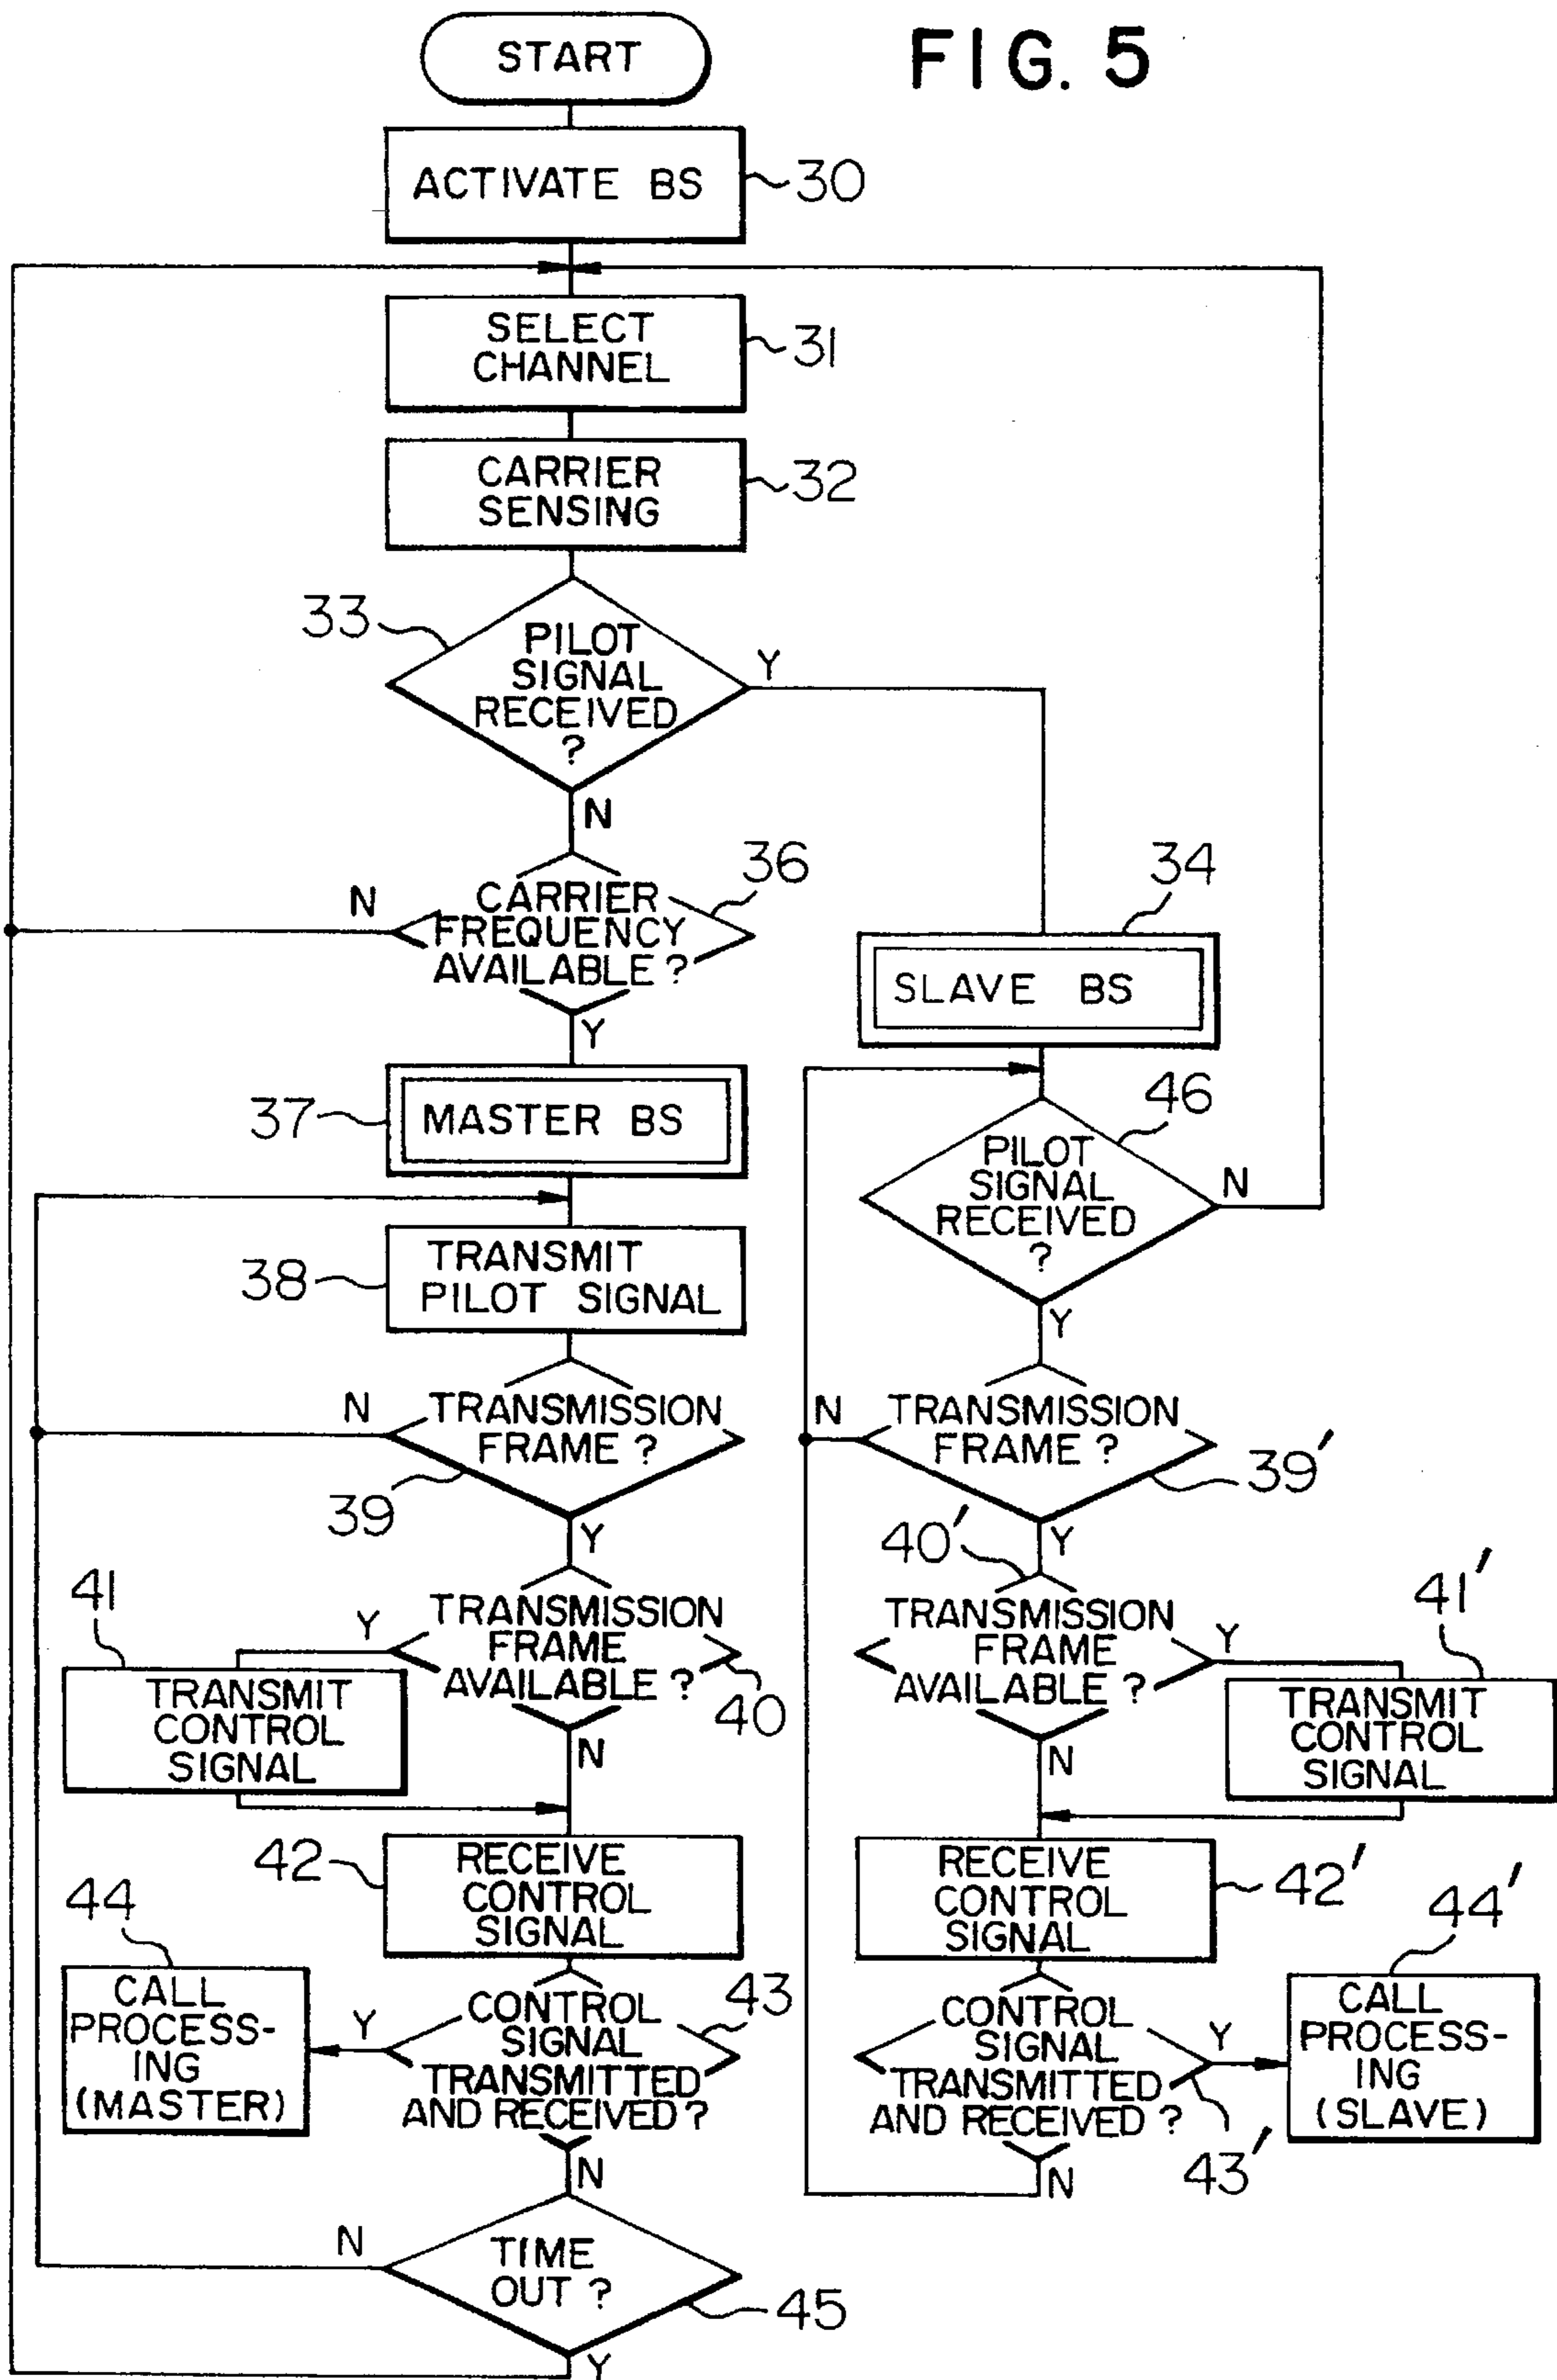 FIG. 5
START
ACTIVATE BS
30
SELECT
CHANNEL
31
CARRIER
SENSING
32
33
PILOT
SIGNAL
RECEIVED
?
Y
N
36
CARRIER
FREQUENCY
AVAILABLE ?
N
Y
34
SLAVE BS
37
MASTER BS
46
PILOT
SIGNAL
RECEIVED
?
N
Y
38
TRANSMIT
PILOT SIGNAL
N
TRANSMISSION
FRAME ?
39
Y
N
TRANSMISSION
FRAME ?
39'
Y
41
Y
TRANSMISSION
FRAME
AVAILABLE ?
40
N
TRANSMIT
CONTROL
SIGNAL
40'
TRANSMISSION
FRAME
AVAILABLE ?
Y
N
41'
TRANSMIT
CONTROL
SIGNAL
42
RECEIVE
CONTROL
SIGNAL
RECEIVE
CONTROL
SIGNAL
42'
44
CALL
PROCESS-
ING
(MASTER)
Y
CONTROL
SIGNAL
TRANSMITTED
AND RECEIVED ?
43
N
CONTROL
SIGNAL
TRANSMITTED
AND RECEIVED ?
Y
43'
N
44'
CALL
PROCESS-
ING
(SLAVE)
N
TIME
OUT ?
45
Y